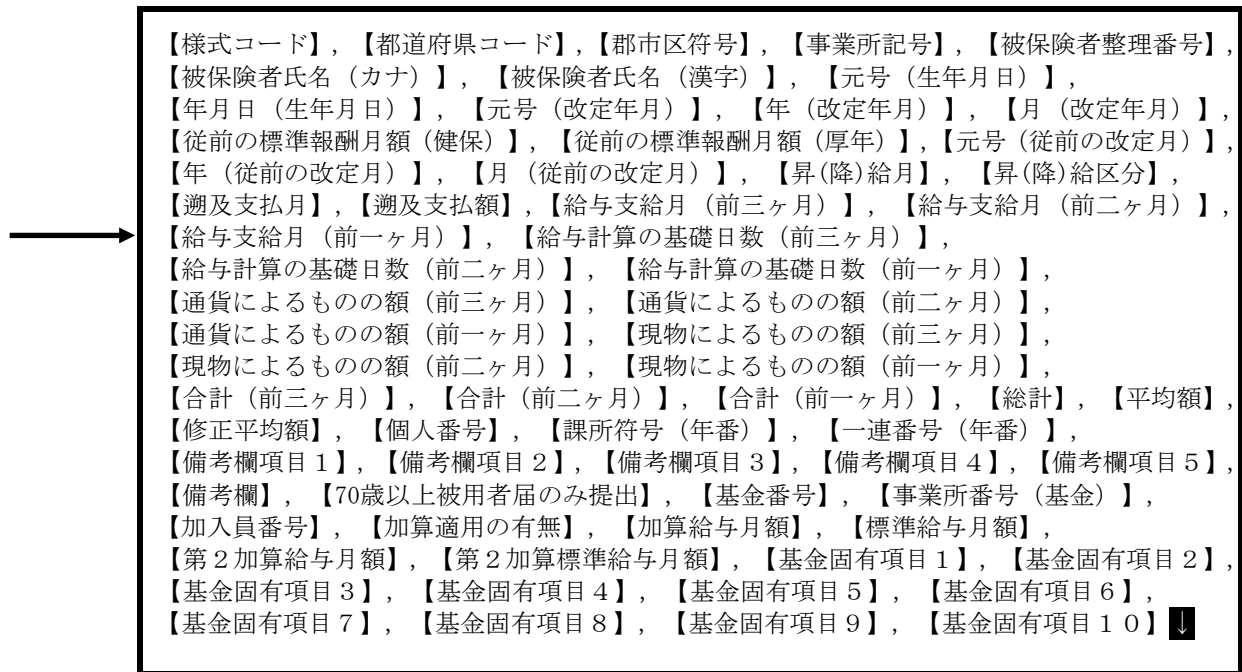 【様式コード】, 【都道府県コード】,【郡市区符号】, 【事業所記号】, 【被保険者整理番号】,
【被保険者氏名（カナ）】, 【被保険者氏名（漢字）】, 【元号（生年月日）】,
【年月日（生年月日）】, 【元号（改定年月）】, 【年（改定年月）】, 【月（改定年月）】,
【従前の標準報酬月額（健保）】, 【従前の標準報酬月額（厚年）】,【元号（従前の改定月）】,
【年（従前の改定月）】, 【月（従前の改定月）】, 【昇(降)給月】, 【昇(降)給区分】,
【遡及支払月】,【遡及支払額】,【給与支給月（前三ヶ月）】, 【給与支給月（前二ヶ月）】,
【給与支給月（前一ヶ月）】, 【給与計算の基礎日数（前三ヶ月）】,
【給与計算の基礎日数（前二ヶ月）】, 【給与計算の基礎日数（前一ヶ月）】,
【通貨によるものの額（前三ヶ月）】, 【通貨によるものの額（前二ヶ月）】,
【通貨によるものの額（前一ヶ月）】, 【現物によるものの額（前三ヶ月）】,
【現物によるものの額（前二ヶ月）】, 【現物によるものの額（前一ヶ月）】,
【合計（前三ヶ月）】, 【合計（前二ヶ月）】, 【合計（前一ヶ月）】, 【総計】, 【平均額】,
【修正平均額】, 【個人番号】, 【課所符号（年番）】, 【一連番号（年番）】,
【備考欄項目１】, 【備考欄項目２】, 【備考欄項目３】, 【備考欄項目４】, 【備考欄項目５】,
【備考欄】, 【70歳以上被用者届のみ提出】, 【基金番号】, 【事業所番号（基金）】,
【加入員番号】, 【加算適用の有無】, 【加算給与月額】, 【標準給与月額】,
【第２加算給与月額】, 【第２加算標準給与月額】, 【基金固有項目１】, 【基金固有項目２】,
【基金固有項目３】, 【基金固有項目４】, 【基金固有項目５】, 【基金固有項目６】,
【基金固有項目７】, 【基金固有項目８】, 【基金固有項目９】, 【基金固有項目１０】↓